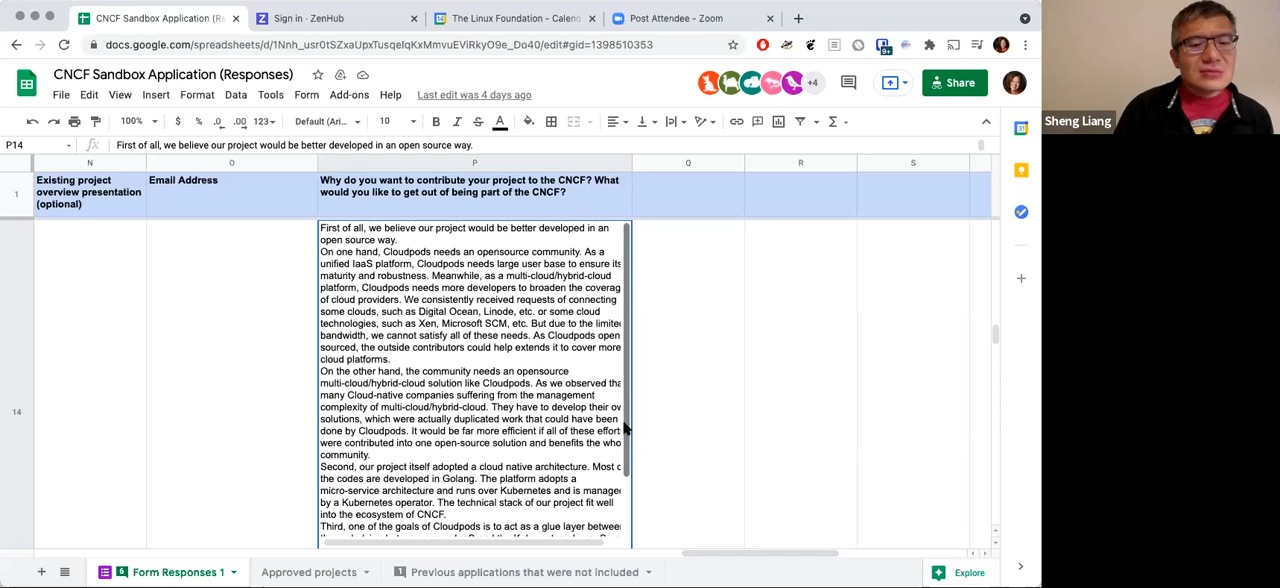 CNCF Sandbox Application (Re
Sign in · ZenHub
The Linux Foundation - Calend
Post Attendee - Zoom
docs.google.com/spreadsheets/d/1Nnh_usr0tSZxaUpxTusqeIqKxMmvuEViRkyO9e_Do40/edit#gid=1398510353
9+
CNCF Sandbox Application (Responses)
+4
Share
File Edit View Insert Format Data Tools Form Add-ons Help Last edit was 4 days ago
100% $ % .0 .00 123 Default (Ari... 10 B I S A
P14 fx First of all, we believe our project would be better developed in an open source way.
N O P Q R S
1
Existing project
overview presentation
(optional)
Email Address
Why do you want to contribute your project to the CNCF? What
would you like to get out of being part of the CNCF?
14
First of all, we believe our project would be better developed in an
open source way.
On one hand, Cloudpods needs an opensource community. As a
unified IaaS platform, Cloudpods needs large user base to ensure its
maturity and robustness. Meanwhile, as a multi-cloud/hybrid-cloud
platform, Cloudpods needs more developers to broaden the coverag
of cloud providers. We consistently received requests of connecting
some clouds, such as Digital Ocean, Linode, etc. or some cloud
technologies, such as Xen, Microsoft SCM, etc. But due to the limite
bandwidth, we cannot satisfy all of these needs. As Cloudpods open
sourced, the outside contributors could help extends it to cover more
cloud platforms.
On the other hand, the community needs an opensource
multi-cloud/hybrid-cloud solution like Cloudpods. As we observed tha
many Cloud-native companies suffering from the management
complexity of multi-cloud/hybrid-cloud. They have to develop their ov
solutions, which were actually duplicated work that could have been
done by Cloudpods. It would be far more efficient if all of these effort
were contributed into one open-source solution and benefits the who
community.
Second, our project itself adopted a cloud native architecture. Most o
the codes are developed in Golang. The platform adopts a
micro-service architecture and runs over Kubernetes and is manage
by a Kubernetes operator. The technical stack of our project fit well
into the ecosystem of CNCF.
Third, one of the goals of Cloudpods is to act as a glue layer betwee
Form Responses 1
Approved projects
Previous applications that were not included
Explore
Sheng Liang